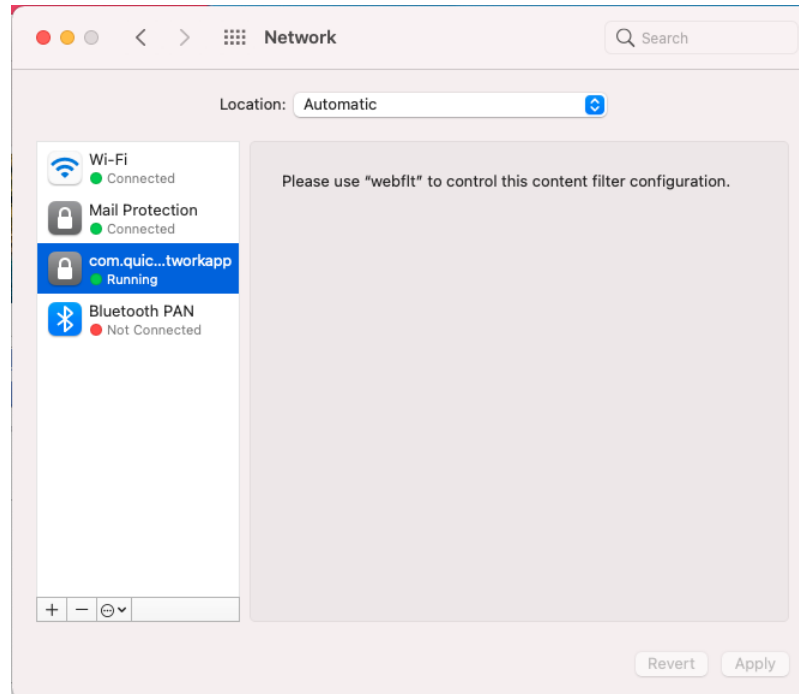 Network
Search
Location: Automatic
Wi-Fi
Connected
Mail Protection
Connected
com.quic...tworkapp
Running
Bluetooth PAN
Not Connected
Please use “webflt” to control this content filter configuration.
Revert
Apply